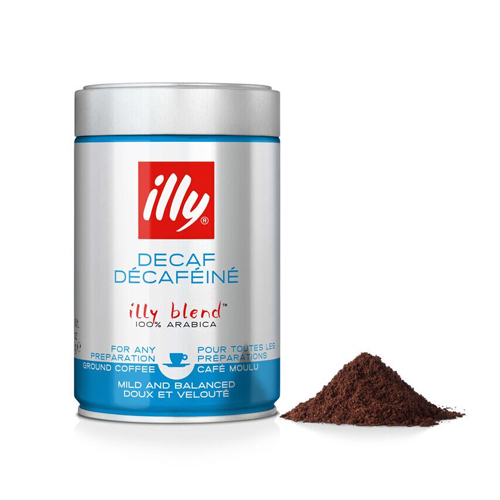 illy®
DECAF
DÉCAFÉINÉ
illy blend™
100% ARABICA
FOR ANY
PREPARATION
GROUND COFFEE
POUR TOUTES LES
PRÉPARATIONS
CAFÉ MOULU
MILD AND BALANCED
DOUX ET VELOUTÉ